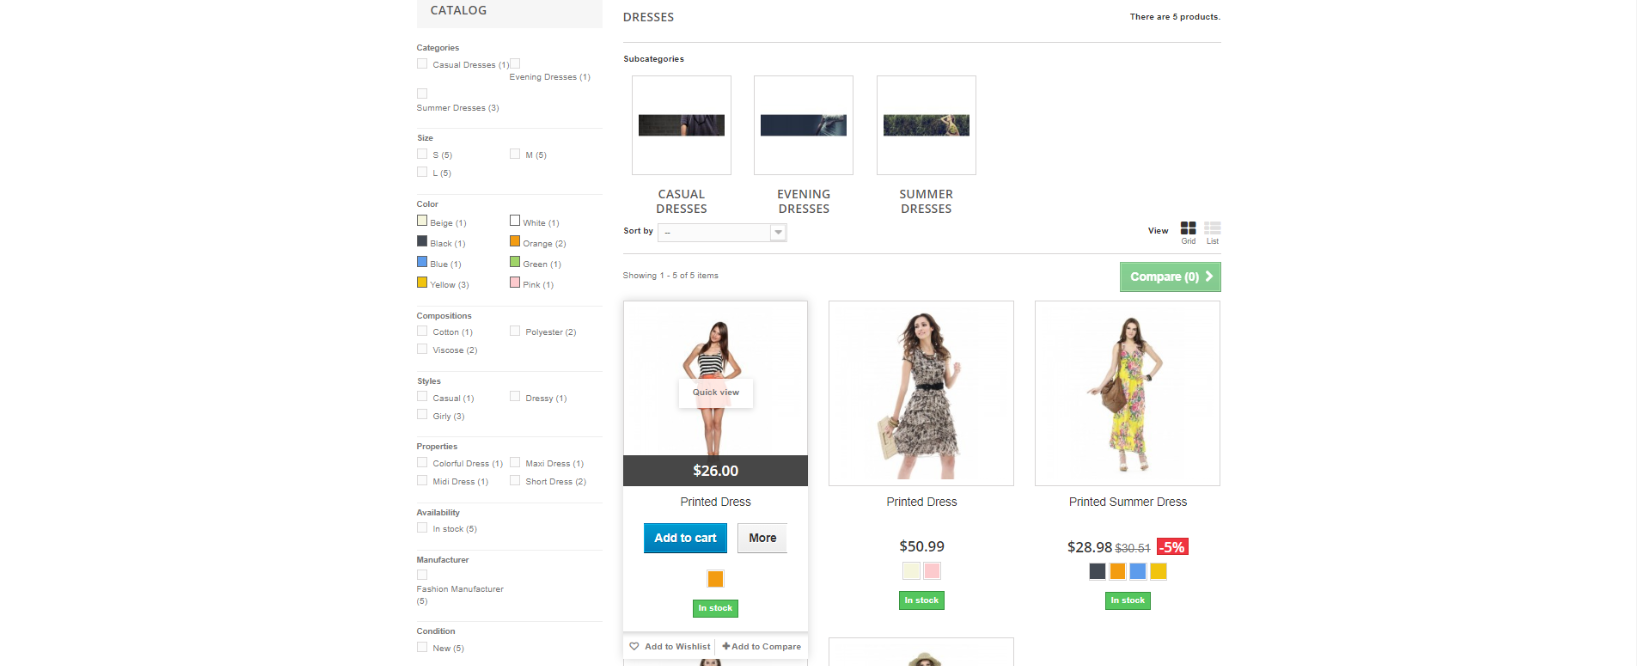 CATALOG
Categories
Casual Dresses (1)
Evening Dresses (1)
Summer Dresses (3)
Size
S (5)
M (5)
L (5)
Color
Beige (1)
White (1)
Black (1)
Orange (2)
Blue (1)
Green (1)
Yellow (3)
Pink (1)
Compositions
Cotton (1)
Polyester (2)
Viscose (2)
Styles
Casual (1)
Dressy (1)
Girly (3)
Properties
Colorful Dress (1)
Maxi Dress (1)
Midi Dress (1)
Short Dress (2)
Availability
In stock (5)
Manufacturer
Fashion Manufacturer
(5)
Condition
New (5)
DRESSES
There are 5 products.
Subcategories
CASUAL
DRESSES
EVENING
DRESSES
SUMMER
DRESSES
Sort by
--
View
Grid
List
Showing 1 - 5 of 5 items
Compare (0)
Quick view
$26.00
Printed Dress
Add to cart
More
In stock
Add to Wishlist
Add to Compare
Printed Dress
$50.99
In stock
Printed Summer Dress
$28.98 $30.51 -5%
In stock